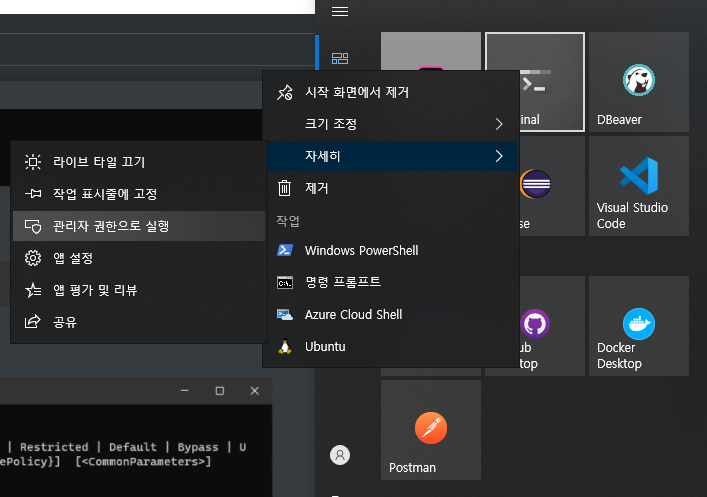 시작 화면에서 제거
크기 조정
자세히
제거
작업
Windows PowerShell
명령 프롬프트
Azure Cloud Shell
Ubuntu
라이브 타일 끄기
작업 표시줄에 고정
관리자 권한으로 실행
앱 설정
앱 평가 및 리뷰
공유
inal
DBeaver
se
Visual Studio
Code
ub
top
Docker
Desktop
Postman
| Restricted | Default | Bypass | U
ePolicy}] [<CommonParameters>]